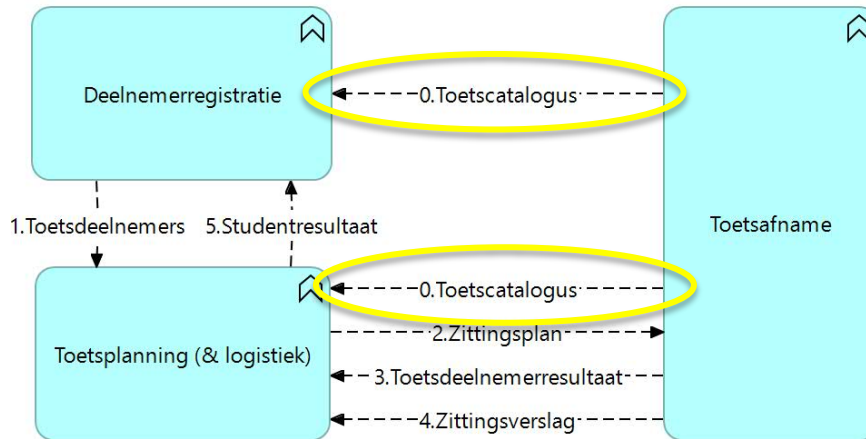 Deelnemerregistratie
0.Toetscatalogus
Toetsafname
1.Toetsdeelnemers
5.Studentresultaat
0.Toetscatalogus
2.Zittingsplan
Toetsplanning (& logistiek)
3.Toetsdeelnemerresultaat
4.Zittingsverslag